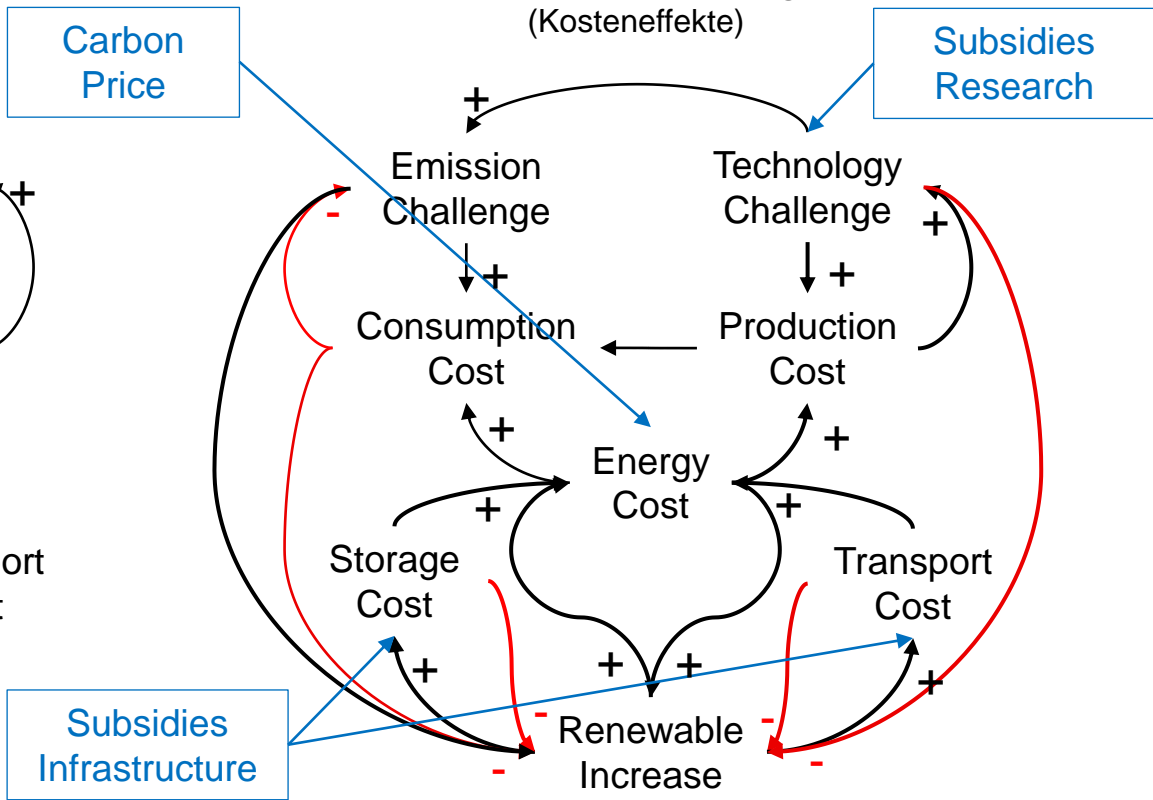 (Kosteneffekte)
Carbon
Price
Subsidies
Research
+
+
Emission
Challenge
Technology
Challenge
-
+
+
+
Consumption
Cost
Production
Cost
+
+
Energy
Cost
+
+
ort
t
Storage
Cost
Transport
Cost
+
+
+
+
Subsidies
Infrastructure
-
-
Renewable
Increase
-
-